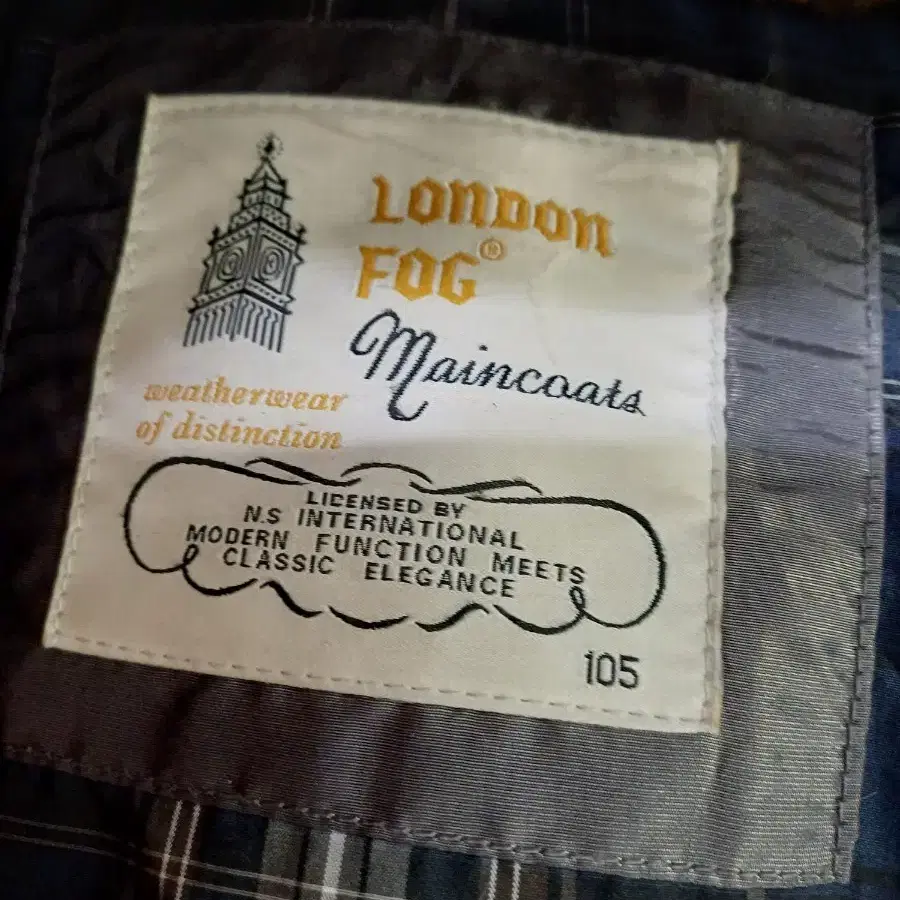 LONDON
FOG®
Maincoats
weatherwear
of distinction
LICENSED BY
N.S INTERNATIONAL
MODERN FUNCTION MEETS
CLASSIC ELEGANCE
105